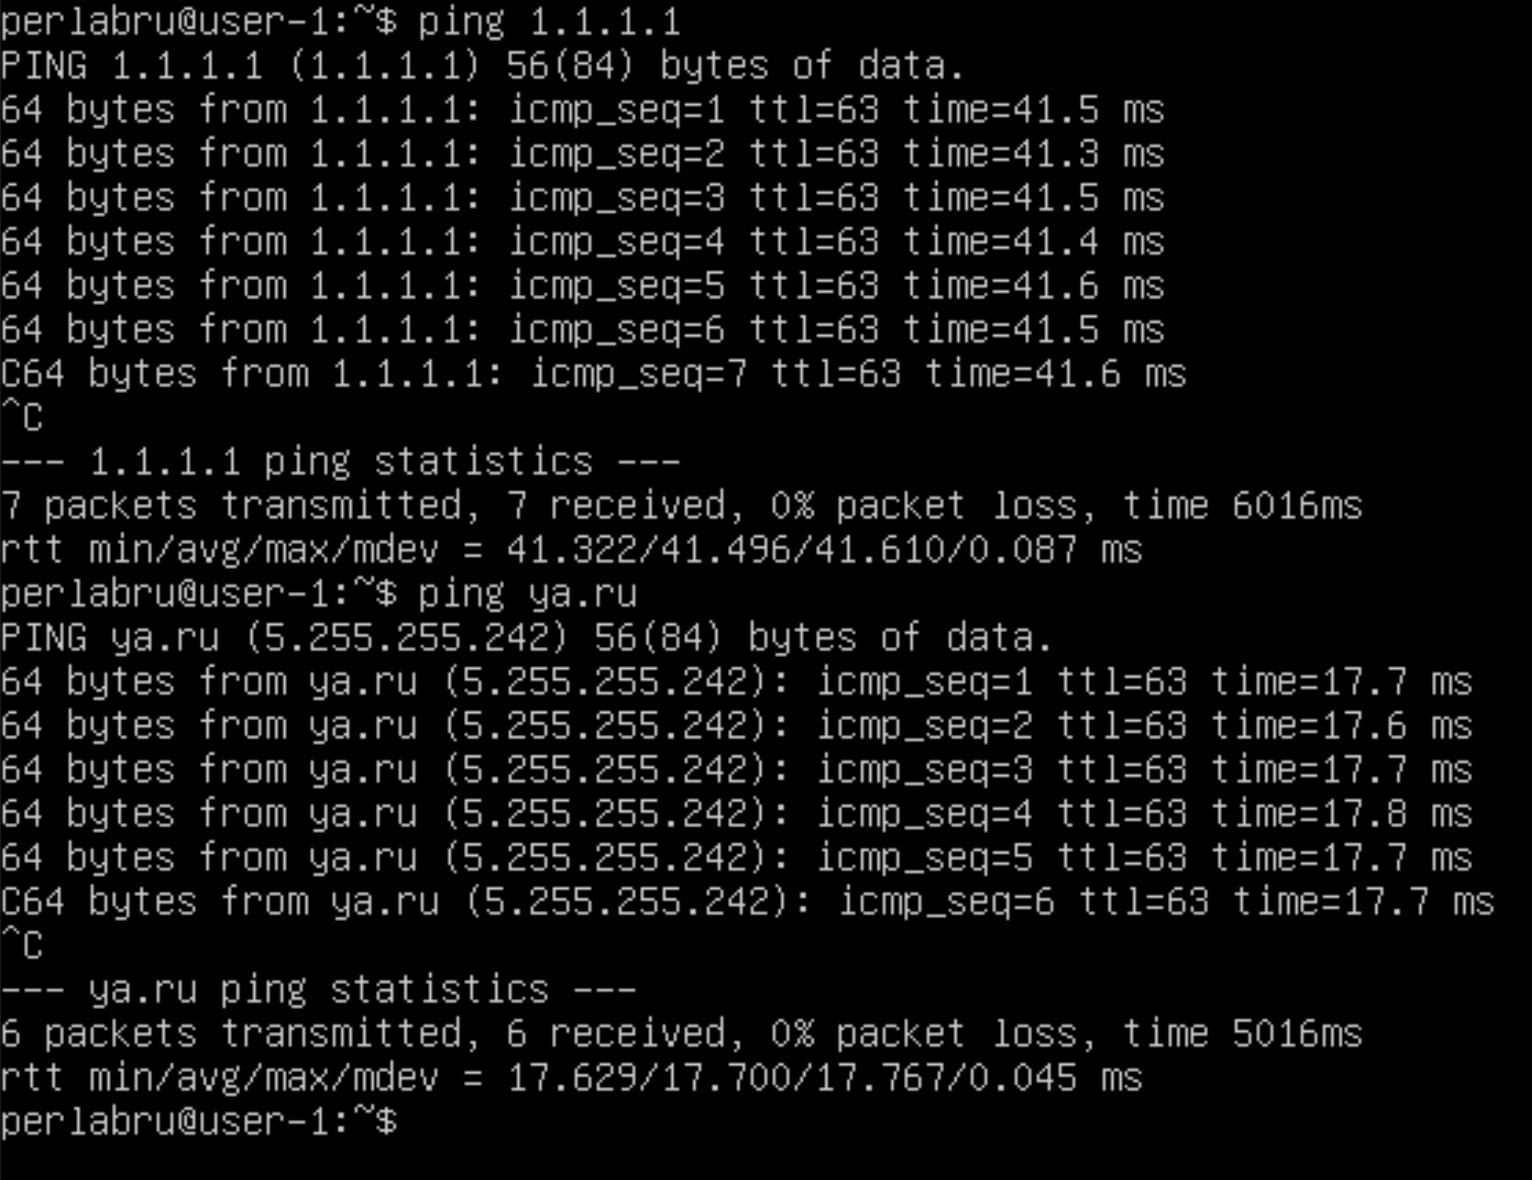 perlabru@user-1:~$ ping 1.1.1.1
PING 1.1.1.1 (1.1.1.1) 56(84) bytes of data.
64 bytes from 1.1.1.1: icmp_seq=1 ttl=63 time=41.5 ms
64 bytes from 1.1.1.1: icmp_seq=2 ttl=63 time=41.3 ms
64 bytes from 1.1.1.1: icmp_seq=3 ttl=63 time=41.5 ms
64 bytes from 1.1.1.1: icmp_seq=4 ttl=63 time=41.4 ms
64 bytes from 1.1.1.1: icmp_seq=5 ttl=63 time=41.6 ms
64 bytes from 1.1.1.1: icmp_seq=6 ttl=63 time=41.5 ms
C64 bytes from 1.1.1.1: icmp_seq=7 ttl=63 time=41.6 ms
^C
--- 1.1.1.1 ping statistics ---
7 packets transmitted, 7 received, 0% packet loss, time 6016ms
rtt min/avg/max/mdev = 41.322/41.496/41.610/0.087 ms
perlabru@user-1:~$ ping ya.ru
PING ya.ru (5.255.255.242) 56(84) bytes of data.
64 bytes from ya.ru (5.255.255.242): icmp_seq=1 ttl=63 time=17.7 ms
64 bytes from ya.ru (5.255.255.242): icmp_seq=2 ttl=63 time=17.6 ms
64 bytes from ya.ru (5.255.255.242): icmp_seq=3 ttl=63 time=17.7 ms
64 bytes from ya.ru (5.255.255.242): icmp_seq=4 ttl=63 time=17.8 ms
64 bytes from ya.ru (5.255.255.242): icmp_seq=5 ttl=63 time=17.7 ms
C64 bytes from ya.ru (5.255.255.242): icmp_seq=6 ttl=63 time=17.7 ms
^C
--- ya.ru ping statistics ---
6 packets transmitted, 6 received, 0% packet loss, time 5016ms
rtt min/avg/max/mdev = 17.629/17.700/17.767/0.045 ms
perlabru@user-1:~$